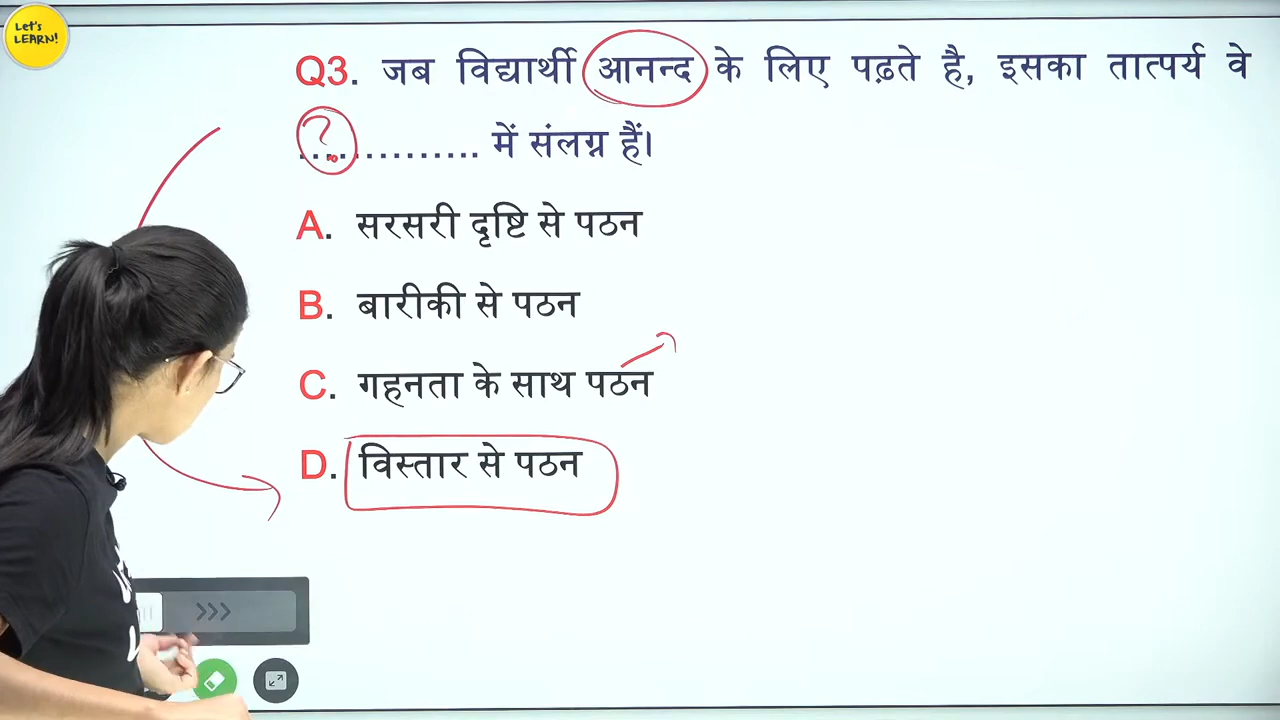 Let's
LEARN!
Q3. जब विद्यार्थी आनन्द के लिए पढ़ते है, इसका तात्पर्य वे
? .............. में संलग्न हैं।
A. सरसरी दृष्टि से पठन
B. बारीकी से पठन
C. गहनता के साथ पठन
D. विस्तार से पठन